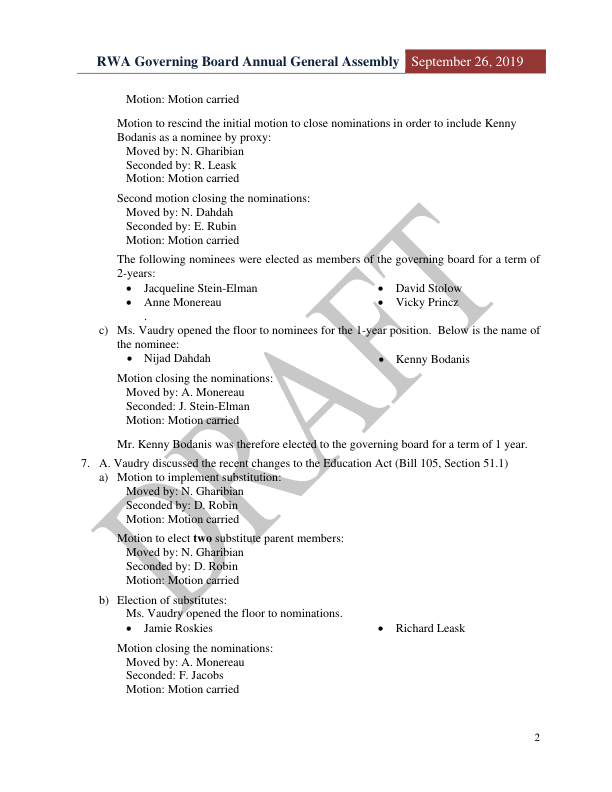 RWA Governing Board Annual General Assembly September 26, 2019
Motion: Motion carried
Motion to rescind the initial motion to close nominations in order to include Kenny
Bodanis as a nominee by proxy:
Moved by: N. Gharibian
Seconded by: R. Leask
Motion: Motion carried
Second motion closing the nominations:
Moved by: N. Dahdah
Seconded by: E. Rubin
Motion: Motion carried
The following nominees were elected as members of the governing board for a term of
2-years:
• Jacqueline Stein-Elman • David Stolow
• Anne Monereau • Vicky Princz
.
c) Ms. Vaudry opened the floor to nominees for the 1-year position. Below is the name of
the nominee:
• Nijad Dahdah • Kenny Bodanis
Motion closing the nominations:
Moved by: A. Monereau
Seconded: J. Stein-Elman
Motion: Motion carried
Mr. Kenny Bodanis was therefore elected to the governing board for a term of 1 year.
7. A. Vaudry discussed the recent changes to the Education Act (Bill 105, Section 51.1)
a) Motion to implement substitution:
Moved by: N. Gharibian
Seconded by: D. Robin
Motion: Motion carried
Motion to elect two substitute parent members:
Moved by: N. Gharibian
Seconded by: D. Robin
Motion: Motion carried
b) Election of substitutes:
Ms. Vaudry opened the floor to nominations.
• Jamie Roskies • Richard Leask
Motion closing the nominations:
Moved by: A. Monereau
Seconded: F. Jacobs
Motion: Motion carried
2
DRAFT